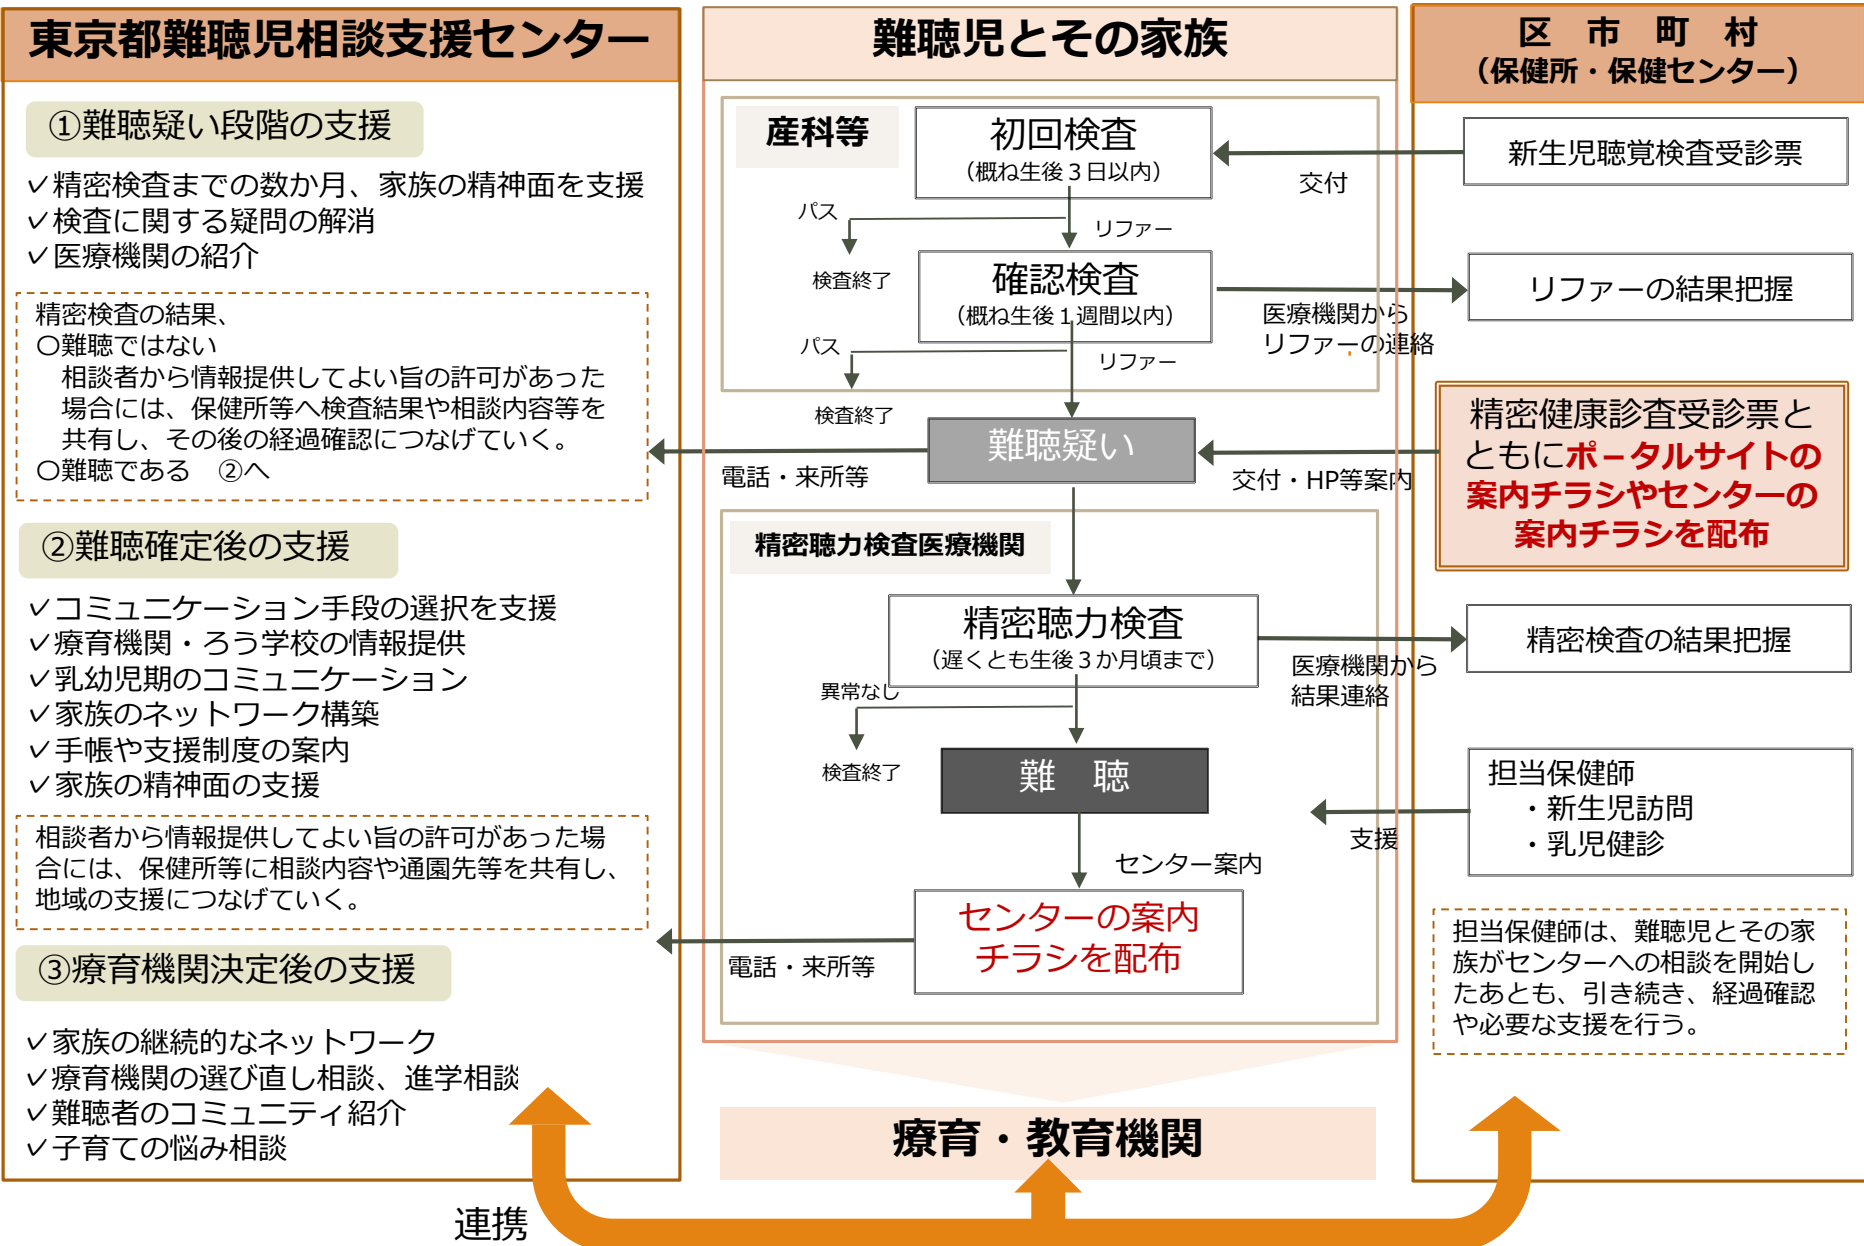 東京都難聴児相談支援センター
①難聴疑い段階の支援
✓精密検査までの数か月、家族の精神面を支援
✓検査に関する疑問の解消
✓医療機関の紹介
精密検査の結果、
〇難聴ではない
相談者から情報提供してよい旨の許可があった
場合には、保健所等へ検査結果や相談内容等を
共有し、その後の経過確認につなげていく。
〇難聴である　②へ
②難聴確定後の支援
✓コミュニケーション手段の選択を支援
✓療育機関・ろう学校の情報提供
✓乳幼児期のコミュニケーション
✓家族のネットワーク構築
✓手帳や支援制度の案内
✓家族の精神面の支援
相談者から情報提供してよい旨の許可があった場
合には、保健所等に相談内容や通園先等を共有し、
地域の支援につなげていく。
③療育機関決定後の支援
✓家族の継続的なネットワーク
✓療育機関の選び直し相談、進学相談
✓難聴者のコミュニティ紹介
✓子育ての悩み相談
難聴児とその家族
産科等
初回検査
（概ね生後３日以内）
パス
リファー
検査終了
確認検査
（概ね生後１週間以内）
パス
リファー
検査終了
難聴疑い
電話・来所等
精密聴力検査医療機関
精密聴力検査
（遅くとも生後３か月頃まで）
異常なし
検査終了
難　聴
センター案内
センターの案内
チラシを配布
電話・来所等
療育・教育機関
区　市　町　村
（保健所・保健センター）
新生児聴覚検査受診票
交付
リファーの結果把握
医療機関から
リファーの連絡
精密健康診査受診票と
ともにポータルサイトの
案内チラシやセンターの
案内チラシを配布
交付・HP等案内
精密検査の結果把握
医療機関から
結果連絡
担当保健師
・新生児訪問
・乳児健診
支援
担当保健師は、難聴児とその家
族がセンターへの相談を開始し
たあとも、引き続き、経過確認
や必要な支援を行う。
連携